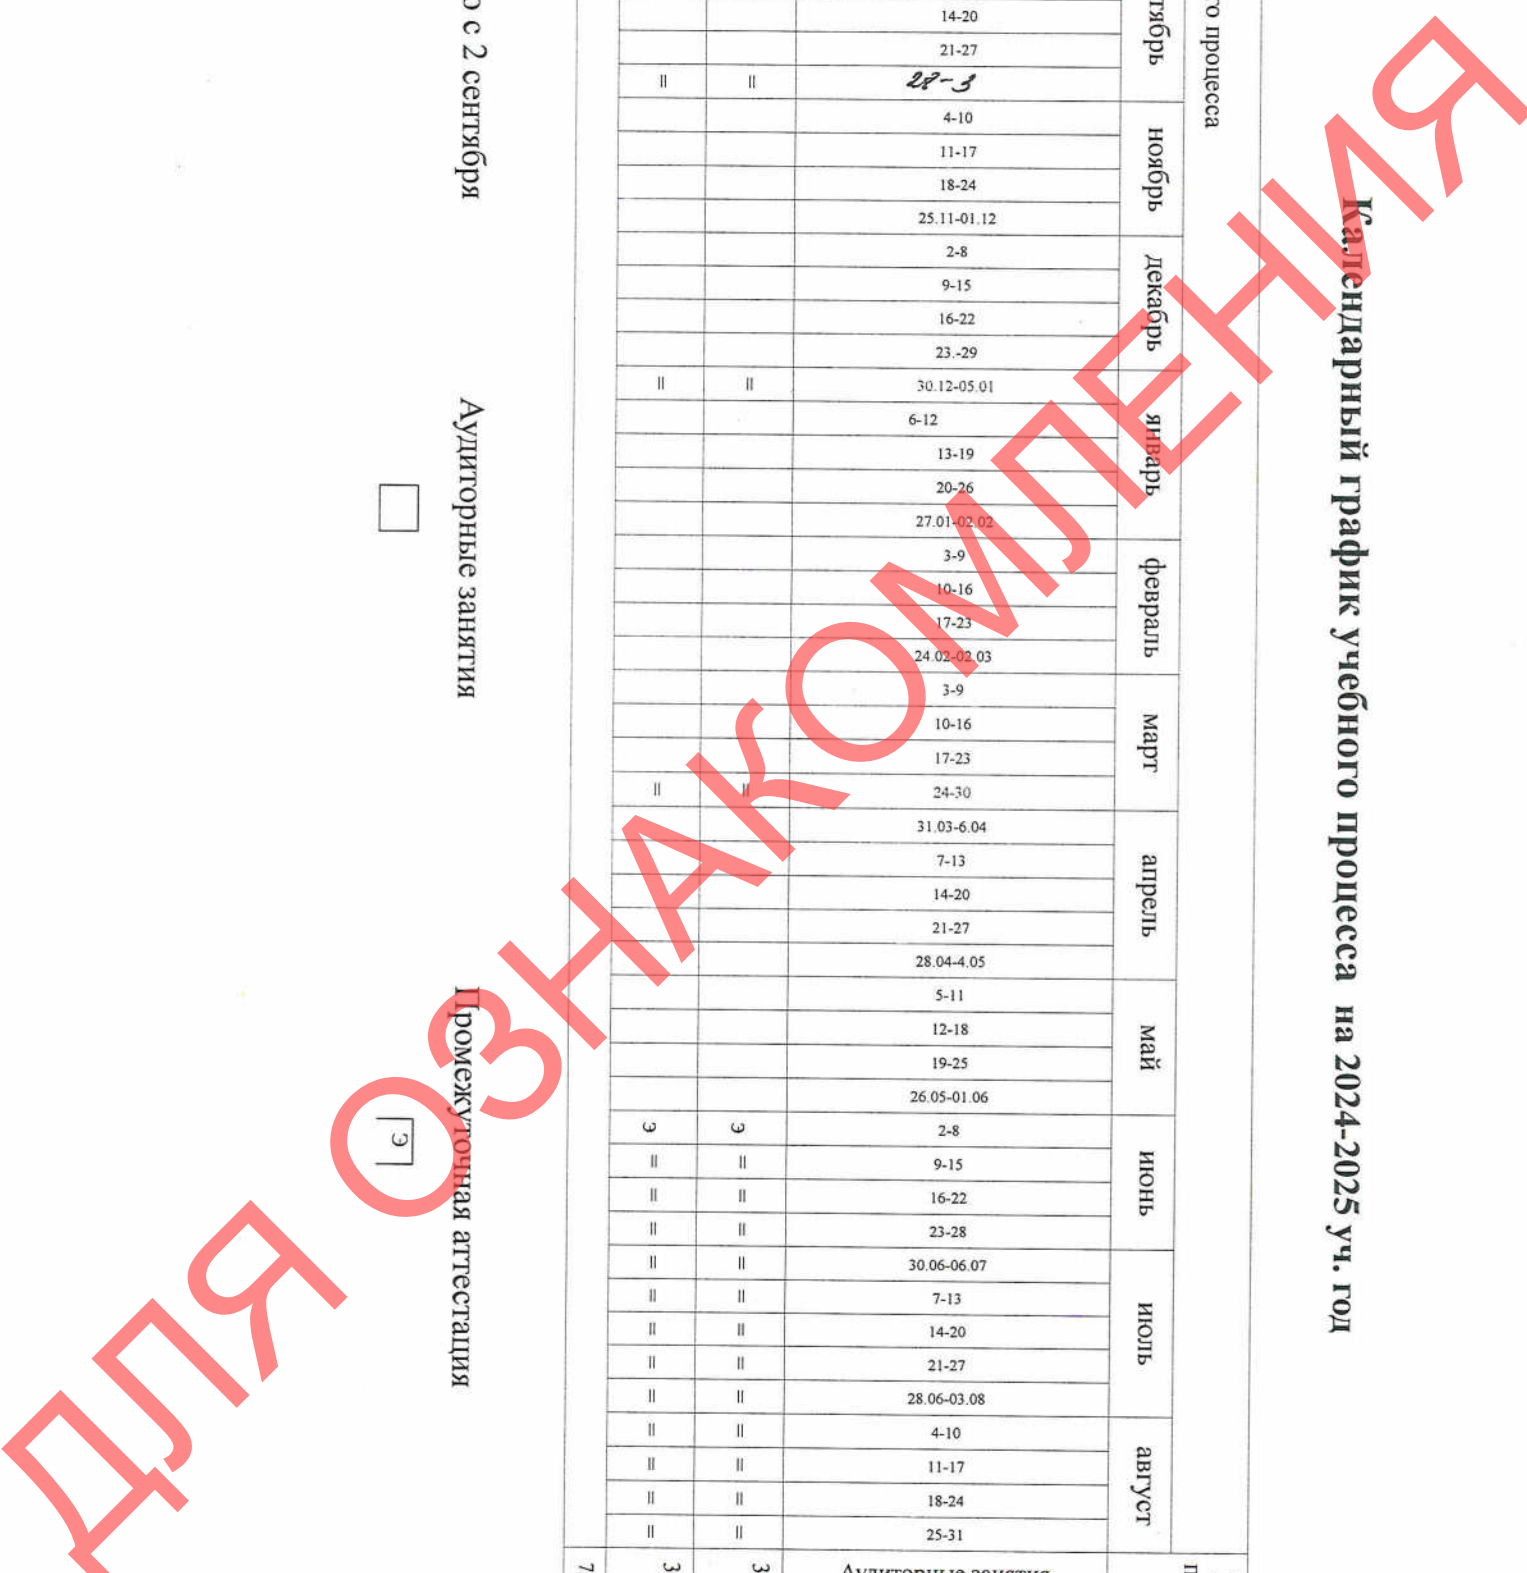 Календарный график учебного процесса на 2024-2025 уч. год
го процесса
тябрь
ноябрь
декабрь
январь
февраль
март
апрель
май
июнь
июль
август
14-20
21-27
28-3
4-10
11-17
18-24
25.11-01.12
2-8
9-15
16-22
23.-29
30.12-05.01
6-12
13-19
20-26
27.01-02.02
3-9
10-16
17-23
24.02-02.03
3-9
10-16
17-23
24-30
31.03-6.04
7-13
14-20
21-27
28.04-4.05
5-11
12-18
19-25
26.05-01.06
2-8
9-15
16-22
23-28
30.06-06.07
7-13
14-20
21-27
28.06-03.08
4-10
11-17
18-24
25-31
Аудиторные занятия
= = = Э = = = = = = = = = = = = 3
= = = Э = = = = = = = = = = = = 3
7
о с 2 сентября
Аудиторные занятия
Промежуточная аттестация
Э
ДЛЯ ОЗНАКОМЛЕНИЯ